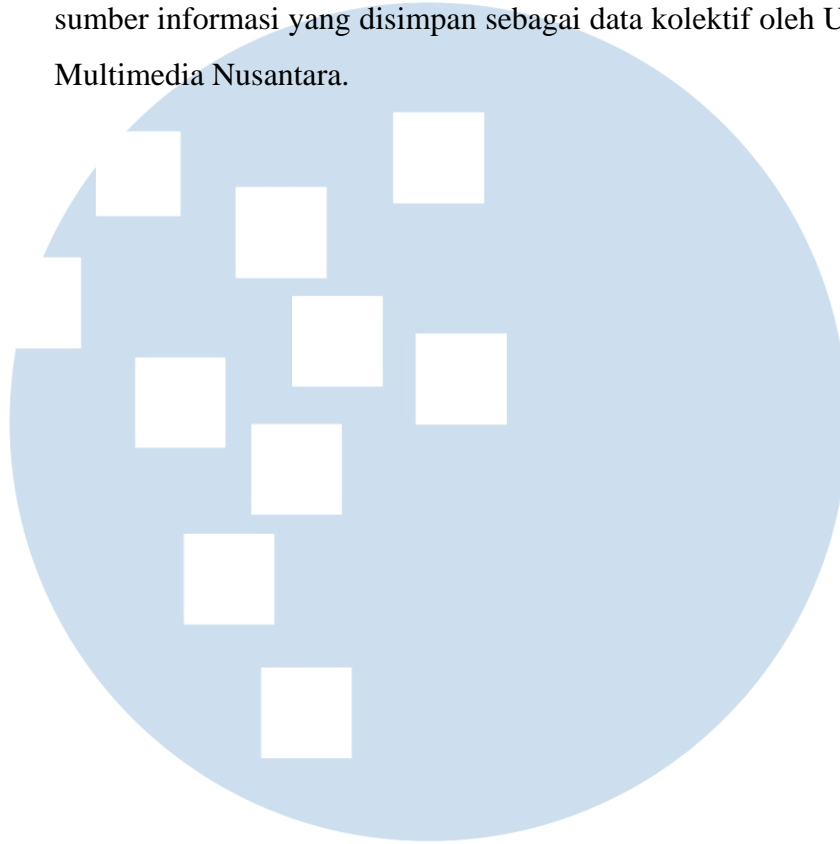 sumber informasi yang disimpan sebagai data kolektif oleh
Multimedia Nusantara.